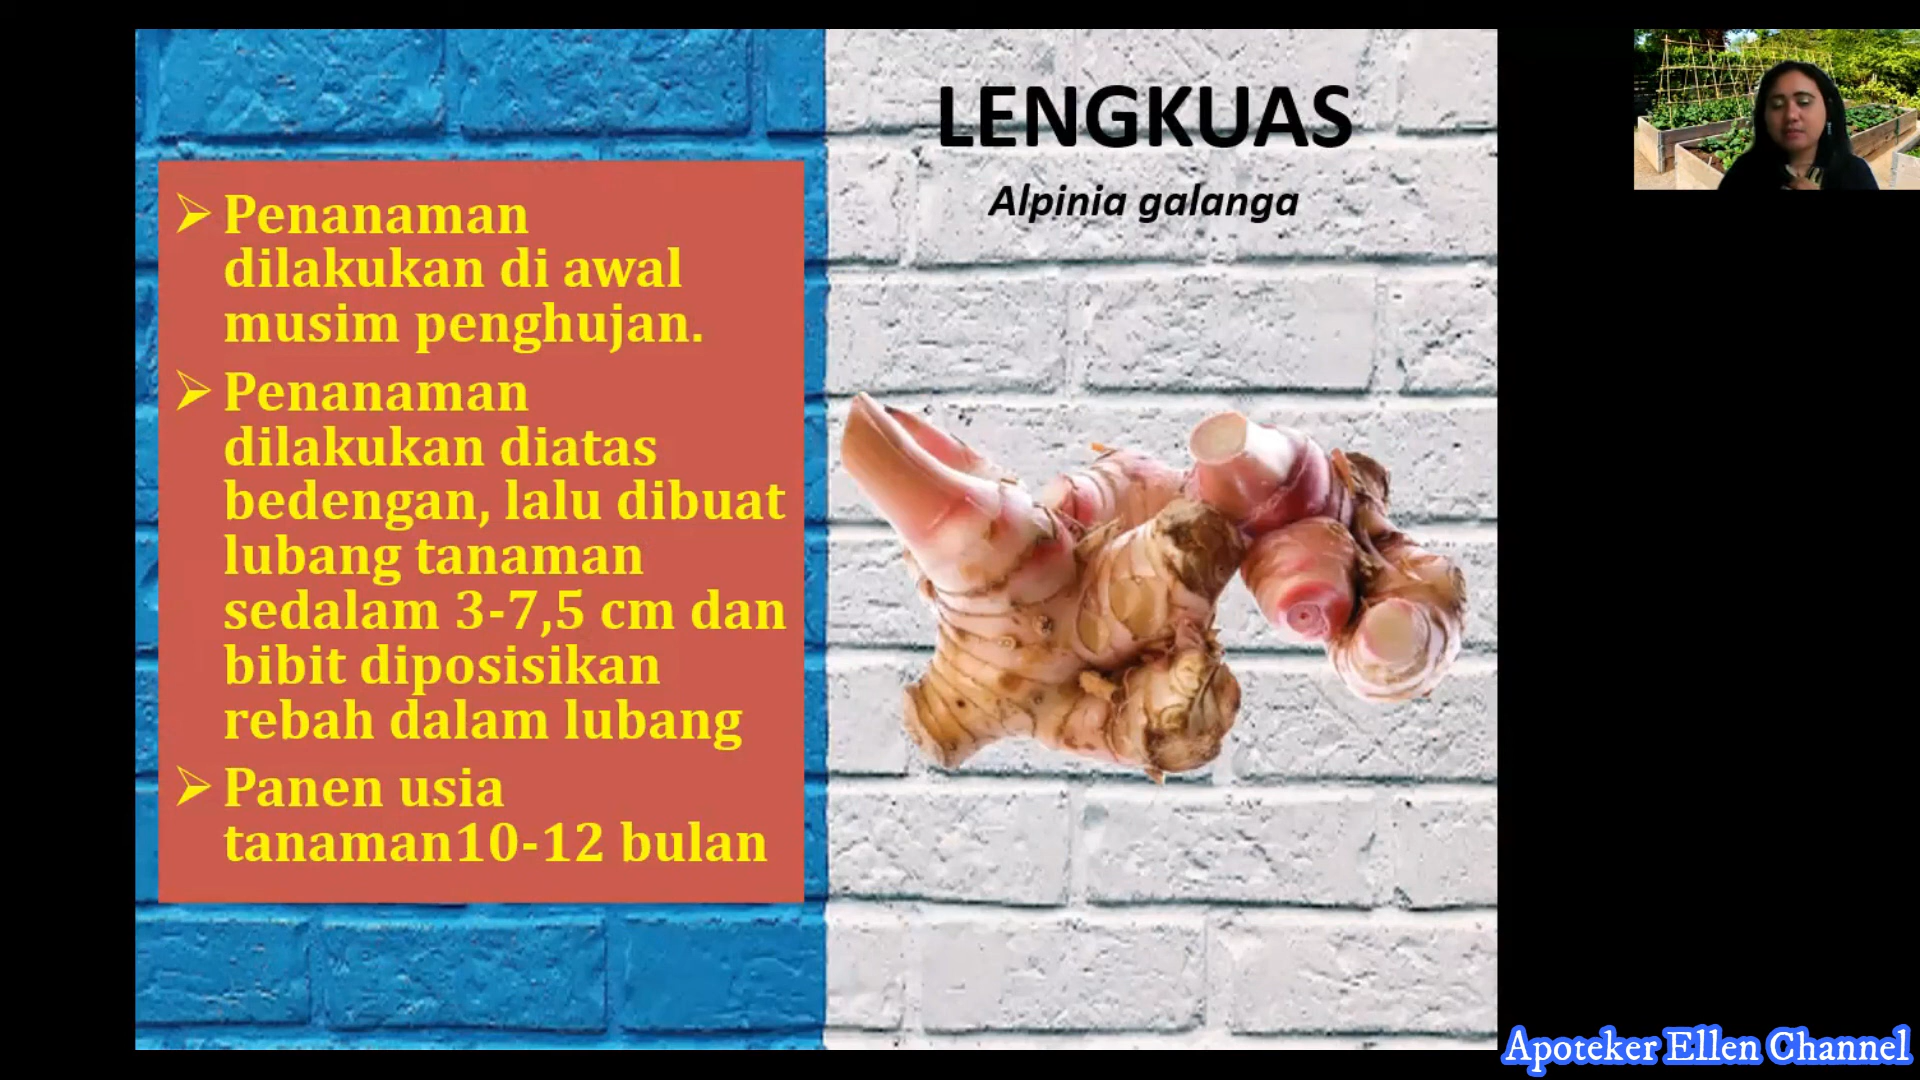 LENGKUAS
Alpinia galanga
➢ Penanaman
dilakukan di awal
musim penghujan.
➢ Penanaman
dilakukan diatas
bedengan, lalu dibuat
lubang tanaman
sedalam 3-7,5 cm dan
bibit diposisikan
rebah dalam lubang
➢ Panen usia
tanaman10-12 bulan
Apoteker Ellen Channel